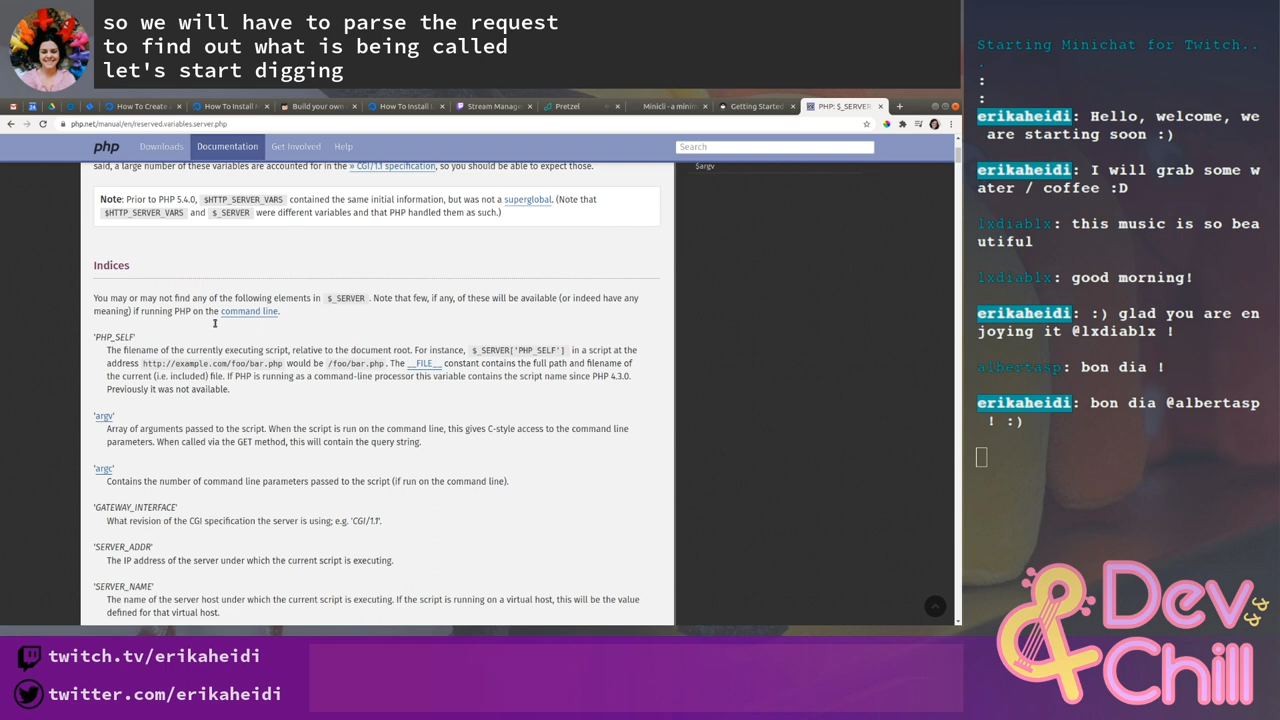 so we will have to parse the request
to find out what is being called
let's start digging
How To Create
How To Install
Build your own
How To Install
Stream Manage
Pretzel
Minicli - a minim
Getting Started
PHP: $_SERVER
php.net/manual/en/reserved.variables.server.php
php
Downloads
Documentation
Get Involved
Help
Search
said, a large number of these variables are accounted for in the » CGI/1.1 specification, so you should be able to expect those.
$argv
Note: Prior to PHP 5.4.0, $HTTP_SERVER_VARS contained the same initial information, but was not a superglobal. (Note that
$HTTP_SERVER_VARS and $_SERVER were different variables and that PHP handled them as such.)
Indices
You may or may not find any of the following elements in $_SERVER. Note that few, if any, of these will be available (or indeed have any
meaning) if running PHP on the command line.
'PHP_SELF'
The filename of the currently executing script, relative to the document root. For instance, $_SERVER['PHP_SELF'] in a script at the
address http://example.com/foo/bar.php would be /foo/bar.php. The __FILE__ constant contains the full path and filename of
the current (i.e. included) file. If PHP is running as a command-line processor this variable contains the script name since PHP 4.3.0.
Previously it was not available.
'argv'
Array of arguments passed to the script. When the script is run on the command line, this gives C-style access to the command line
parameters. When called via the GET method, this will contain the query string.
'argc'
Contains the number of command line parameters passed to the script (if run on the command line).
'GATEWAY_INTERFACE'
What revision of the CGI specification the server is using; e.g. 'CGI/1.1'.
'SERVER_ADDR'
The IP address of the server under which the current script is executing.
'SERVER_NAME'
The name of the server host under which the current script is executing. If the script is running on a virtual host, this will be the value
defined for that virtual host.
Starting Minichat for Twitch..
.
:
:
erikaheidi: Hello, welcome, we
are starting soon :)
erikaheidi: I will grab some w
ater / coffee :D
lxdiablx: this music is so bea
utiful
lxdiablx: good morning!
erikaheidi: :) glad you are en
joying it @lxdiablx !
albertasp: bon dia !
erikaheidi: bon dia @albertasp
! :)
Dev
& Chill
twitch.tv/erikaheidi
twitter.com/erikaheidi